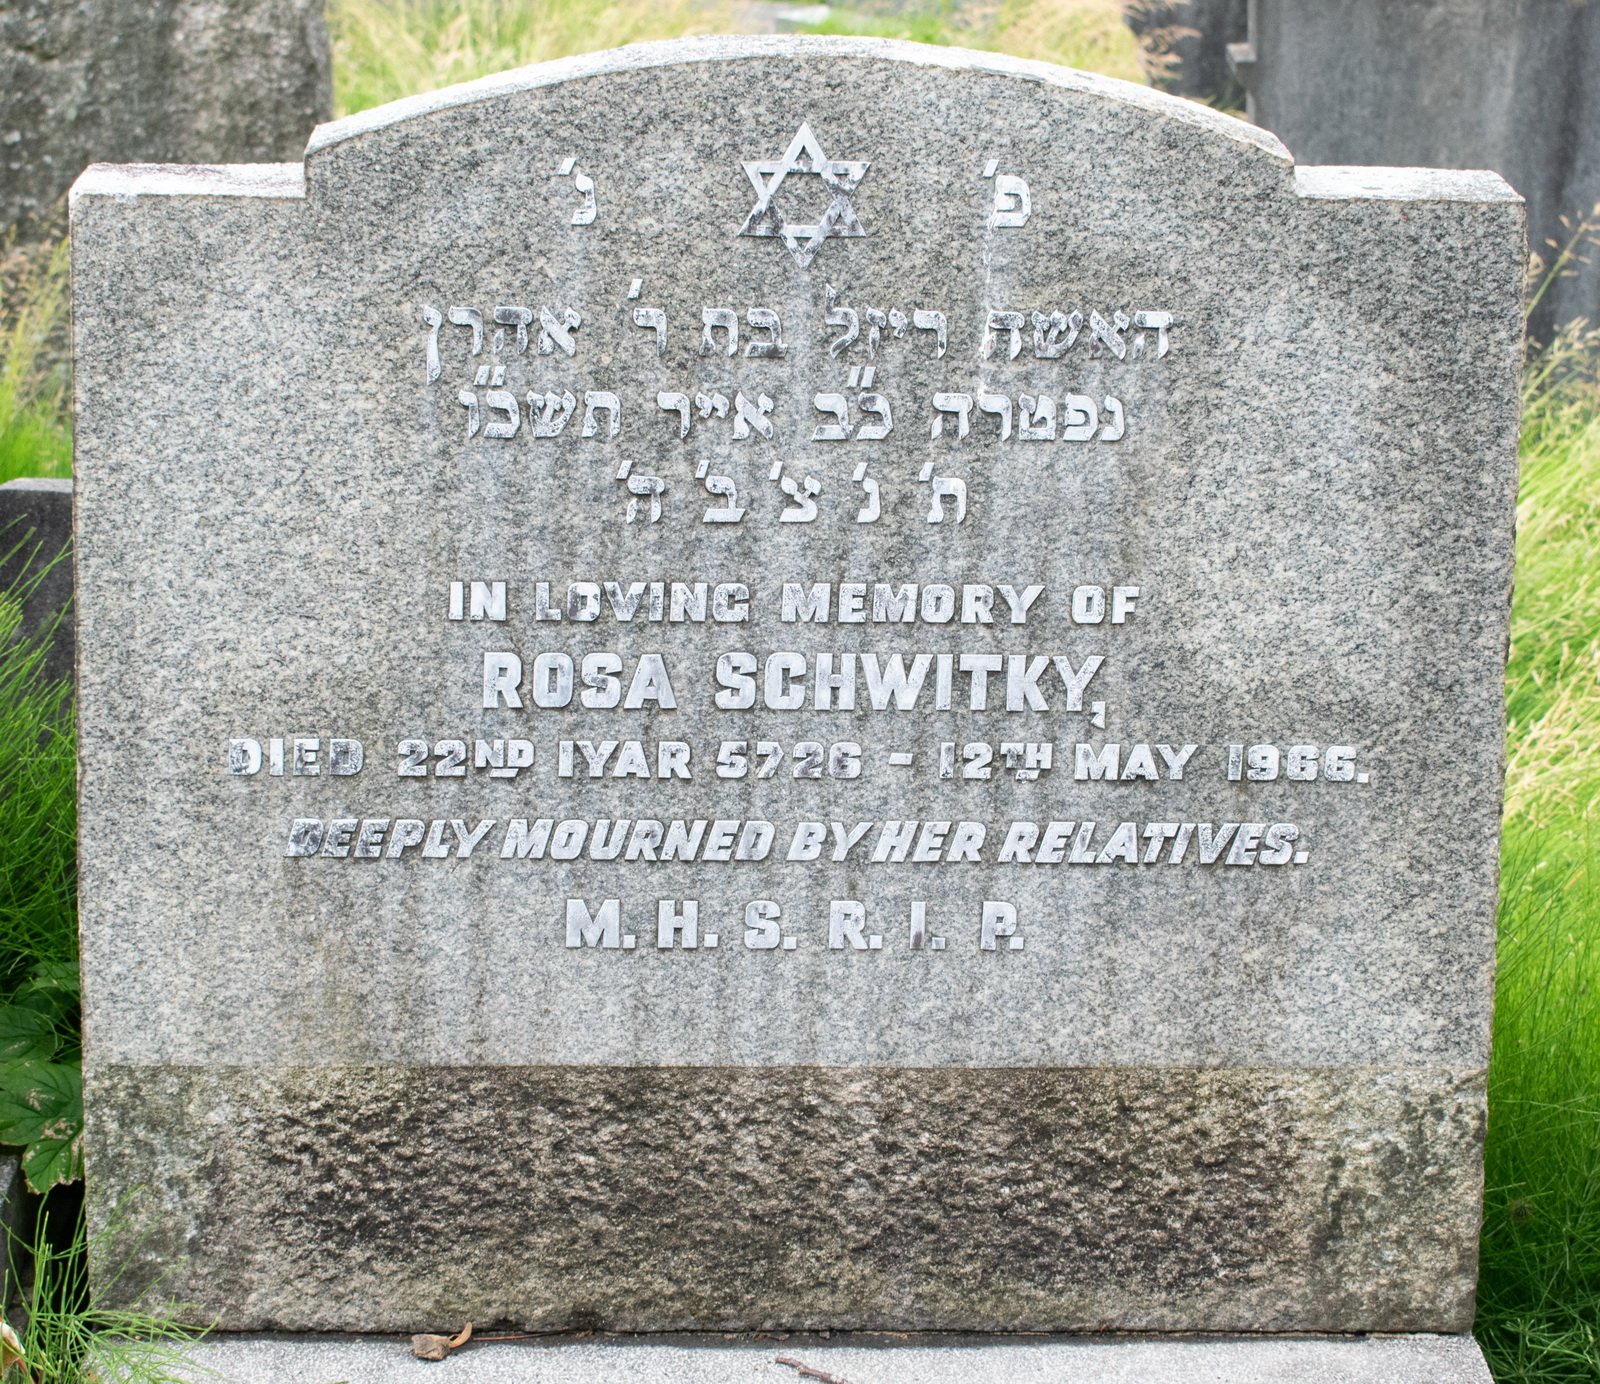 פ' נ'
האשה ריזל בת ר' אהרן
נפטרה כ"ב אייר תשכ"ו
ת' נ' צ' ב' ה'
IN LOVING MEMORY OF
ROSA SCHWITKY,
DIED 22ND IYAR 5726 - 12TH MAY 1966.
DEEPLY MOURNED BY HER RELATIVES.
M. H. S. R. I. P.